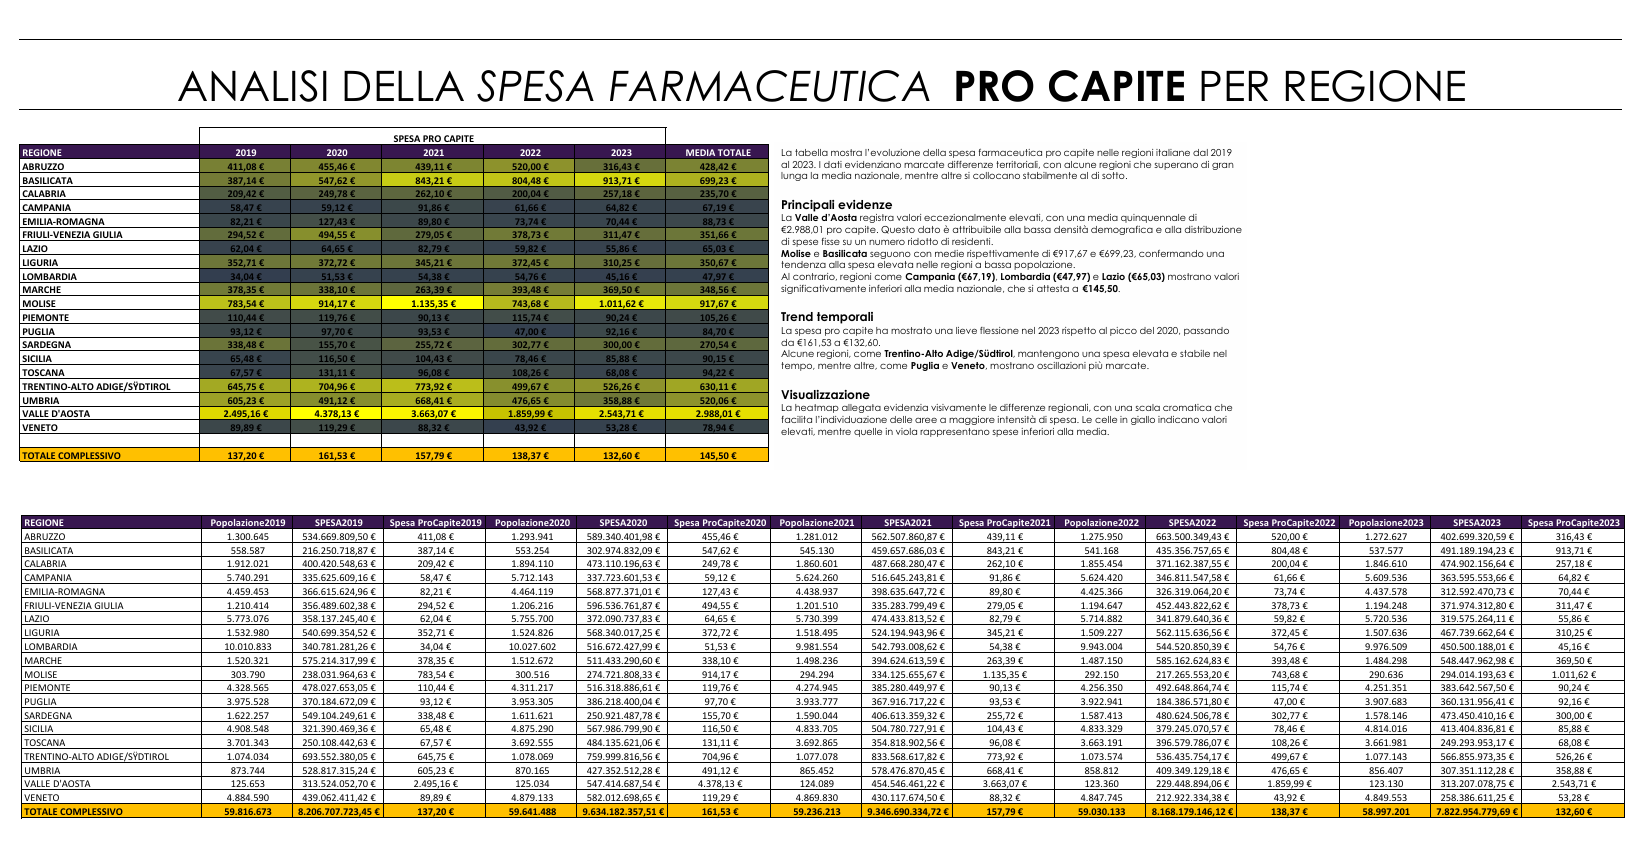 ANALISI DELLA SPESA FARMACEUTICA PRO CAPITE PER REGIONE
SPESA PRO CAPITE
REGIONE 2019 2020 2021 2022 2023 MEDIA TOTALE
ABRUZZO 411,08 € 455,46 € 439,11 € 520,00 € 316,43 € 428,42 €
BASILICATA 387,14 € 547,62 € 843,21 € 804,48 € 913,71 € 699,23 €
CALABRIA 209,42 € 249,78 € 262,10 € 200,04 € 257,18 € 235,70 €
CAMPANIA 58,47 € 59,12 € 91,86 € 61,66 € 64,82 € 67,19 €
EMILIA-ROMAGNA 82,21 € 127,43 € 89,80 € 73,74 € 70,44 € 88,73 €
FRIULI-VENEZIA GIULIA 294,52 € 494,55 € 279,05 € 378,73 € 311,47 € 351,66 €
LAZIO 62,04 € 64,65 € 82,79 € 59,82 € 55,86 € 65,03 €
LIGURIA 352,71 € 372,72 € 345,21 € 372,45 € 310,25 € 350,67 €
LOMBARDIA 34,04 € 51,53 € 54,38 € 54,76 € 45,16 € 47,97 €
MARCHE 378,35 € 338,10 € 263,39 € 393,48 € 369,50 € 348,56 €
MOLISE 783,54 € 914,17 € 1.135,35 € 743,68 € 1.011,62 € 917,67 €
PIEMONTE 110,44 € 119,76 € 90,13 € 115,74 € 90,24 € 105,26 €
PUGLIA 93,12 € 97,70 € 93,53 € 47,00 € 92,16 € 84,70 €
SARDEGNA 338,48 € 155,70 € 255,72 € 302,77 € 300,00 € 270,54 €
SICILIA 65,48 € 116,50 € 104,43 € 78,46 € 85,88 € 90,15 €
TOSCANA 67,57 € 131,11 € 96,08 € 108,26 € 68,08 € 94,22 €
TRENTINO-ALTO ADIGE/SŸDTIROL 645,75 € 704,96 € 773,92 € 499,67 € 526,26 € 630,11 €
UMBRIA 605,23 € 491,12 € 668,41 € 476,65 € 358,88 € 520,06 €
VALLE D'AOSTA 2.495,16 € 4.378,13 € 3.663,07 € 1.859,99 € 2.543,71 € 2.988,01 €
VENETO 89,89 € 119,29 € 88,32 € 43,92 € 53,28 € 78,94 €
TOTALE COMPLESSIVO 137,20 € 161,53 € 157,79 € 138,37 € 132,60 € 145,50 €
La tabella mostra l'evoluzione della spesa farmaceutica pro capite nelle regioni italiane dal 2019
al 2023. I dati evidenziano marcate differenze territoriali, con alcune regioni che superano di gran
lunga la media nazionale, mentre altre si collocano stabilmente al di sotto.
Principali evidenze
La Valle d'Aosta registra valori eccezionalmente elevati, con una media quinquennale di
€2.988,01 pro capite. Questo dato è attribuibile alla bassa densità demografica e alla distribuzione
di spese fisse su un numero ridotto di residenti.
Molise e Basilicata seguono con medie rispettivamente di €917,67 e €699,23, confermando una
tendenza alla spesa elevata nelle regioni a bassa popolazione.
Al contrario, regioni come Campania (€67,19), Lombardia (€47,97) e Lazio (€65,03) mostrano valori
significativamente inferiori alla media nazionale, che si attesta a €145,50.
Trend temporali
La spesa pro capite ha mostrato una lieve flessione nel 2023 rispetto al picco del 2020, passando
da €161,53 a €132,60.
Alcune regioni, come Trentino-Alto Adige/Südtirol, mantengono una spesa elevata e stabile nel
tempo, mentre altre, come Puglia e Veneto, mostrano oscillazioni più marcate.
Visualizzazione
La heatmap allegata evidenzia visivamente le differenze regionali, con una scala cromatica che
facilita l'individuazione delle aree a maggiore intensità di spesa. Le celle in giallo indicano valori
elevati, mentre quelle in viola rappresentano spese inferiori alla media.
REGIONE Popolazione2019 SPESA2019 Spesa ProCapite2019 Popolazione2020 SPESA2020 Spesa ProCapite2020 Popolazione2021 SPESA2021 Spesa ProCapite2021 Popolazione2022 SPESA2022 Spesa ProCapite2022 Popolazione2023 SPESA2023 Spesa ProCapite2023
ABRUZZO 1.300.645 534.669.809,50 € 411,08 € 1.293.941 589.340.401,98 € 455,46 € 1.281.012 562.507.860,87 € 439,11 € 1.275.950 663.500.349,43 € 520,00 € 1.272.627 402.699.320,59 € 316,43 €
BASILICATA 558.587 216.250.718,87 € 387,14 € 553.254 302.974.832,09 € 547,62 € 545.130 459.657.686,03 € 843,21 € 541.168 435.356.757,65 € 804,48 € 537.577 491.189.194,23 € 913,71 €
CALABRIA 1.912.021 400.420.548,63 € 209,42 € 1.894.110 473.110.196,63 € 249,78 € 1.860.601 487.668.280,47 € 262,10 € 1.855.454 371.162.387,55 € 200,04 € 1.846.610 474.902.156,64 € 257,18 €
CAMPANIA 5.740.291 335.625.609,16 € 58,47 € 5.712.143 337.723.601,53 € 59,12 € 5.624.260 516.645.243,81 € 91,86 € 5.624.420 346.811.547,58 € 61,66 € 5.609.536 363.595.553,66 € 64,82 €
EMILIA-ROMAGNA 4.459.453 366.615.624,96 € 82,21 € 4.464.119 568.877.371,01 € 127,43 € 4.438.937 398.635.647,72 € 89,80 € 4.425.366 326.319.064,20 € 73,74 € 4.437.578 312.592.470,73 € 70,44 €
FRIULI-VENEZIA GIULIA 1.210.414 356.489.602,38 € 294,52 € 1.206.216 596.536.761,87 € 494,55 € 1.201.510 335.283.799,49 € 279,05 € 1.194.647 452.443.822,62 € 378,73 € 1.194.248 371.974.312,80 € 311,47 €
LAZIO 5.773.076 358.137.245,40 € 62,04 € 5.755.700 372.090.737,83 € 64,65 € 5.730.399 474.433.813,52 € 82,79 € 5.714.882 341.879.640,36 € 59,82 € 5.720.536 319.575.264,11 € 55,86 €
LIGURIA 1.532.980 540.699.354,52 € 352,71 € 1.524.826 568.340.017,25 € 372,72 € 1.518.495 524.194.943,96 € 345,21 € 1.509.227 562.115.636,56 € 372,45 € 1.507.636 467.739.662,64 € 310,25 €
LOMBARDIA 10.010.833 340.781.281,26 € 34,04 € 10.027.602 516.672.427,99 € 51,53 € 9.981.554 542.793.008,62 € 54,38 € 9.943.004 544.520.850,39 € 54,76 € 9.976.509 450.500.188,01 € 45,16 €
MARCHE 1.520.321 575.214.317,99 € 378,35 € 1.512.672 511.433.290,60 € 338,10 € 1.498.236 394.624.613,59 € 263,39 € 1.487.150 585.162.624,83 € 393,48 € 1.484.298 548.447.962,98 € 369,50 €
MOLISE 303.790 238.031.964,63 € 783,54 € 300.516 274.721.808,33 € 914,17 € 294.294 334.125.655,67 € 1.135,35 € 292.150 217.265.553,20 € 743,68 € 290.636 294.014.193,63 € 1.011,62 €
PIEMONTE 4.328.565 478.027.653,05 € 110,44 € 4.311.217 516.318.886,61 € 119,76 € 4.274.945 385.280.449,97 € 90,13 € 4.256.350 492.648.864,74 € 115,74 € 4.251.351 383.642.567,50 € 90,24 €
PUGLIA 3.975.528 370.184.672,09 € 93,12 € 3.953.305 386.218.400,04 € 97,70 € 3.933.777 367.916.717,22 € 93,53 € 3.922.941 184.386.571,80 € 47,00 € 3.907.683 360.131.956,41 € 92,16 €
SARDEGNA 1.622.257 549.104.249,61 € 338,48 € 1.611.621 250.921.487,78 € 155,70 € 1.590.044 406.613.359,32 € 255,72 € 1.587.413 480.624.506,78 € 302,77 € 1.578.146 473.450.410,16 € 300,00 €
SICILIA 4.908.548 321.390.469,36 € 65,48 € 4.875.290 567.986.799,90 € 116,50 € 4.833.705 504.780.727,91 € 104,43 € 4.833.329 379.245.070,57 € 78,46 € 4.814.016 413.404.836,81 € 85,88 €
TOSCANA 3.701.343 250.108.442,63 € 67,57 € 3.692.555 484.135.621,06 € 131,11 € 3.692.865 354.818.902,56 € 96,08 € 3.663.191 396.579.786,07 € 108,26 € 3.661.981 249.293.953,17 € 68,08 €
TRENTINO-ALTO ADIGE/SŸDTIROL 1.074.034 693.552.380,05 € 645,75 € 1.078.069 759.999.816,56 € 704,96 € 1.077.078 833.568.617,82 € 773,92 € 1.073.574 536.435.754,17 € 499,67 € 1.077.143 566.855.973,35 € 526,26 €
UMBRIA 873.744 528.817.315,24 € 605,23 € 870.165 427.352.512,28 € 491,12 € 865.452 578.476.870,45 € 668,41 € 858.812 409.349.129,18 € 476,65 € 856.407 307.351.112,28 € 358,88 €
VALLE D'AOSTA 125.653 313.524.052,70 € 2.495,16 € 125.034 547.414.687,54 € 4.378,13 € 124.089 454.546.461,22 € 3.663,07 € 123.360 229.448.894,06 € 1.859,99 € 123.130 313.207.078,75 € 2.543,71 €
VENETO 4.884.590 439.062.411,42 € 89,89 € 4.879.133 582.012.698,65 € 119,29 € 4.869.830 430.117.674,50 € 88,32 € 4.847.745 212.922.334,38 € 43,92 € 4.849.553 258.386.611,25 € 53,28 €
TOTALE COMPLESSIVO 59.816.673 8.206.707.723,45 € 137,20 € 59.641.488 9.634.182.357,51 € 161,53 € 59.236.213 9.346.690.334,72 € 157,79 € 59.030.133 8.168.179.146,12 € 138,37 € 58.997.201 7.822.954.779,69 € 132,60 €